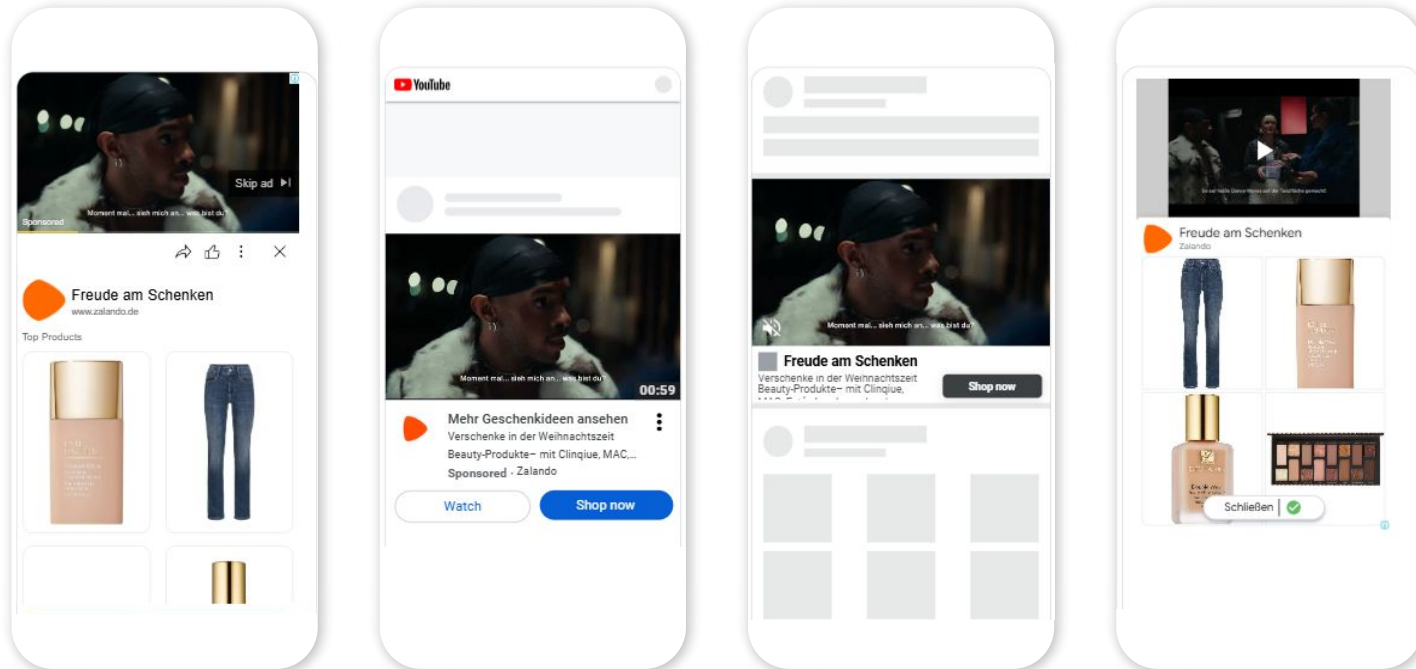 Skip ad
Moment mal... sieh mich an... was bist du?
Sponsored
Freude am Schenken
www.zalando.de
Top Products
YouTube
Moment mal... sieh mich an... was bist du?
00:59
Mehr Geschenkideen ansehen
Verschenke in der Weihnachtszeit
Beauty-Produkte– mit Clinqiue, MAC,...
Sponsored · Zalando
Watch
Shop now
Moment mal... sieh mich an... was bist du?
Freude am Schenken
Verschenke in der Weihnachtszeit
Beauty-Produkte– mit Clinqiue,
Shop now
Freude am Schenken
Zalando
Double Wear
Schließen